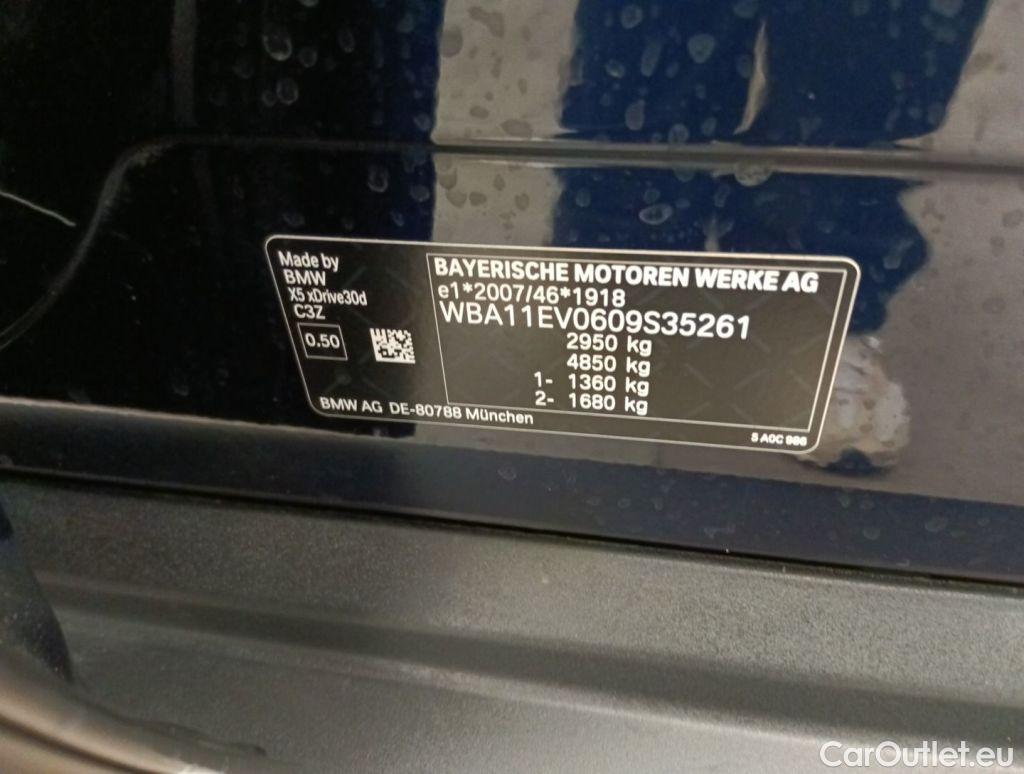 Made by
BMW
X5 xDrive30d
C3Z
0.50
BAYERISCHE MOTOREN WERKE AG
e1*2007/46*1918
WBA11EV0609S35261
2950 kg
4850 kg
1- 1360 kg
2- 1680 kg
BMW AG DE-80788 München
CarOutlet.eu